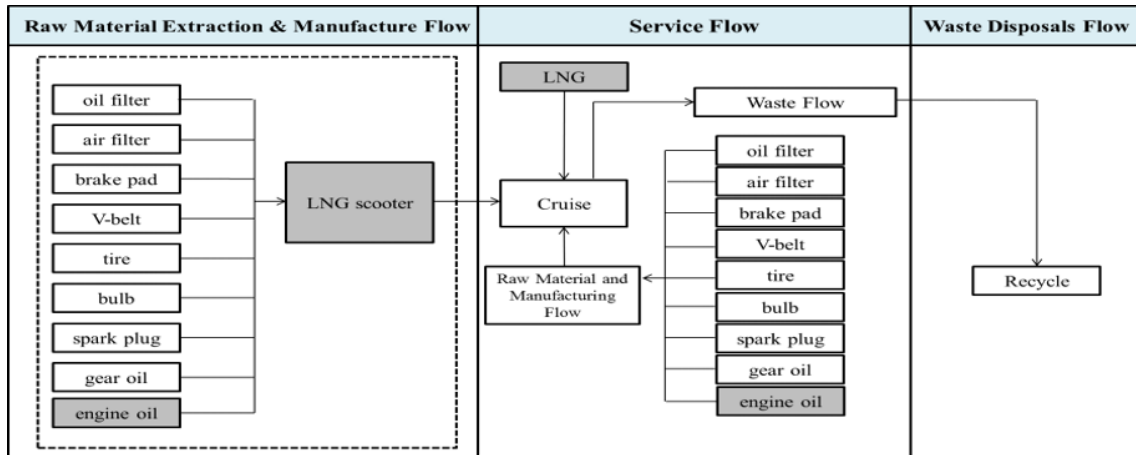 Raw Material Extraction & Manufacture Flow
Service Flow
Waste Disposals Flow
oil filter
air filter
brake pad
V-belt
tire
bulb
spark plug
gear oil
engine oil
LNG scooter
LNG
Cruise
Raw Material and
Manufacturing
Flow
Waste Flow
oil filter
air filter
brake pad
V-belt
tire
bulb
spark plug
gear oil
engine oil
Recycle